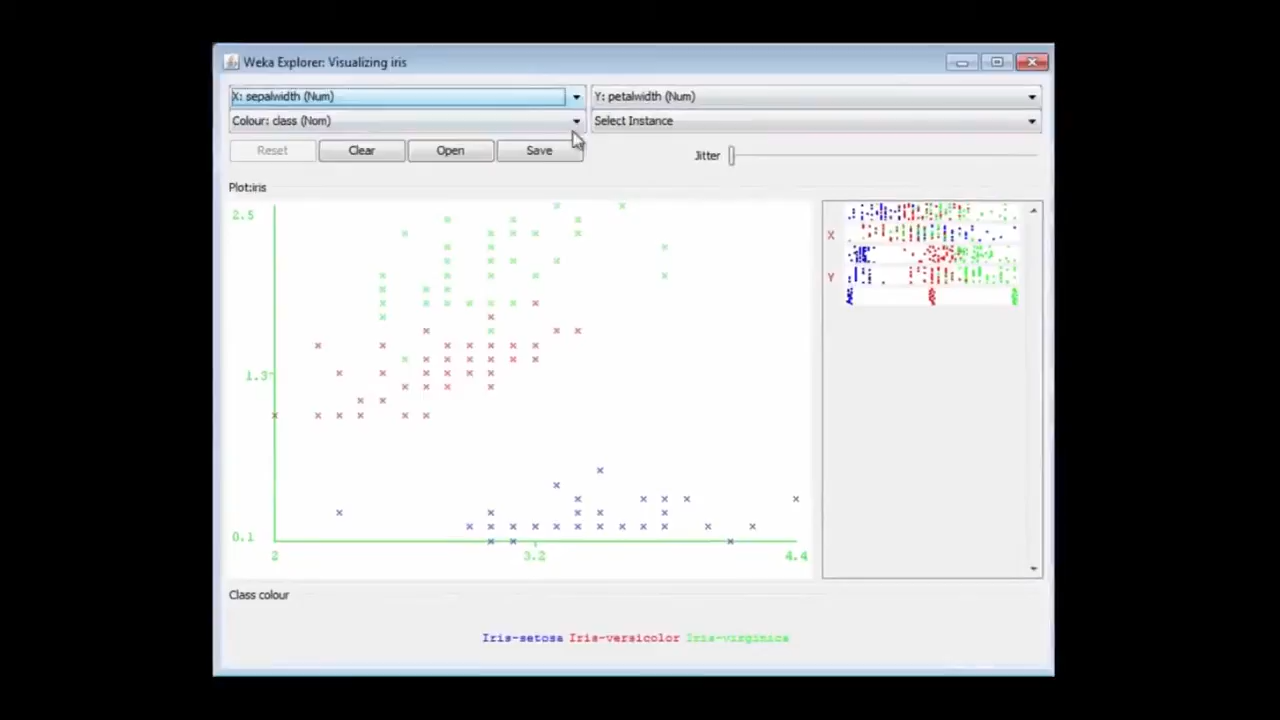 Weka Explorer: Visualizing iris
X: sepalwidth (Num) Y: petalwidth (Num)
Colour: class (Nom) Select Instance
Reset Clear Open Save Jitter
Plot:iris
2.5
X
Y
1.3
0.1
2 3.2 4.4
Class colour
Iris-setosa Iris-versicolor Iris-virginica